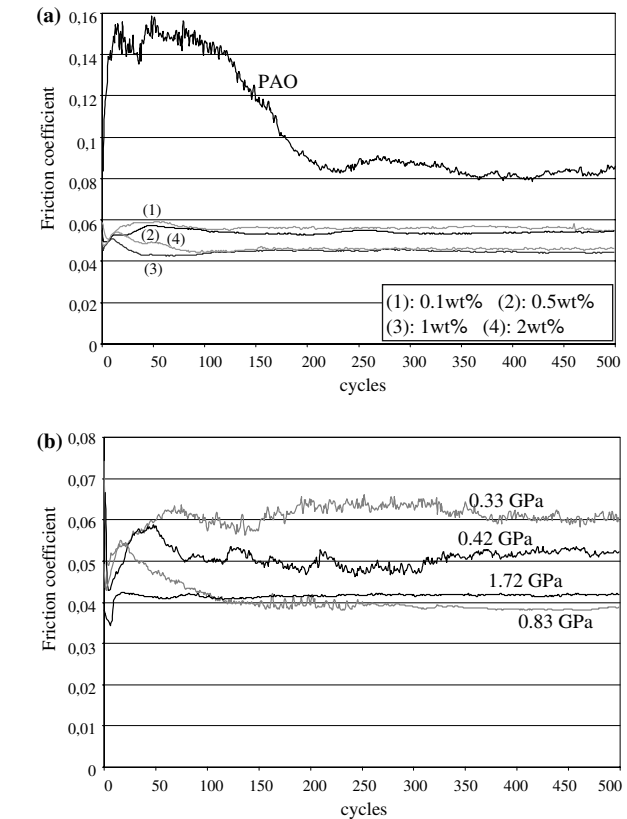 (a)
Friction coefficient
0,16
0,14
0,12
0,1
0,08
0,06
0,04
0,02
0
PAO
(1)
(2) (4)
(3)
(1): 0.1wt% (2): 0.5wt%
(3): 1wt% (4): 2wt%
0 50 100 150 200 250 300 350 400 450 500
cycles
(b)
Friction coefficient
0,08
0,07
0,06
0,05
0,04
0,03
0,02
0,01
0
0.33 GPa
0.42 GPa
1.72 GPa
0.83 GPa
0 50 100 150 200 250 300 350 400 450 500
cycles